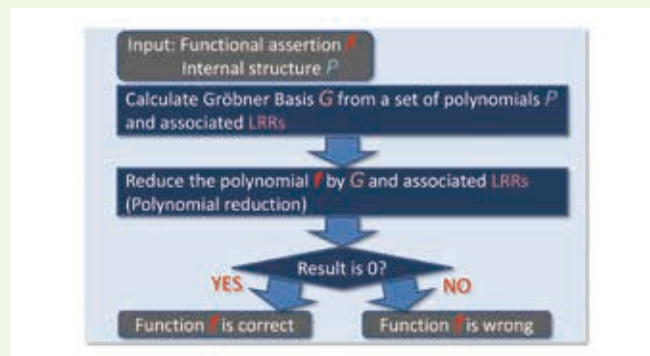 Input: Functional assertion f
Internal structure P
Calculate Gröbner Basis G from a set of polynomials P
and associated LRRs
Reduce the polynomial f by G and associated LRRs
(Polynomial reduction)
Result is 0?
YES
NO
Function f is correct
Function f is wrong